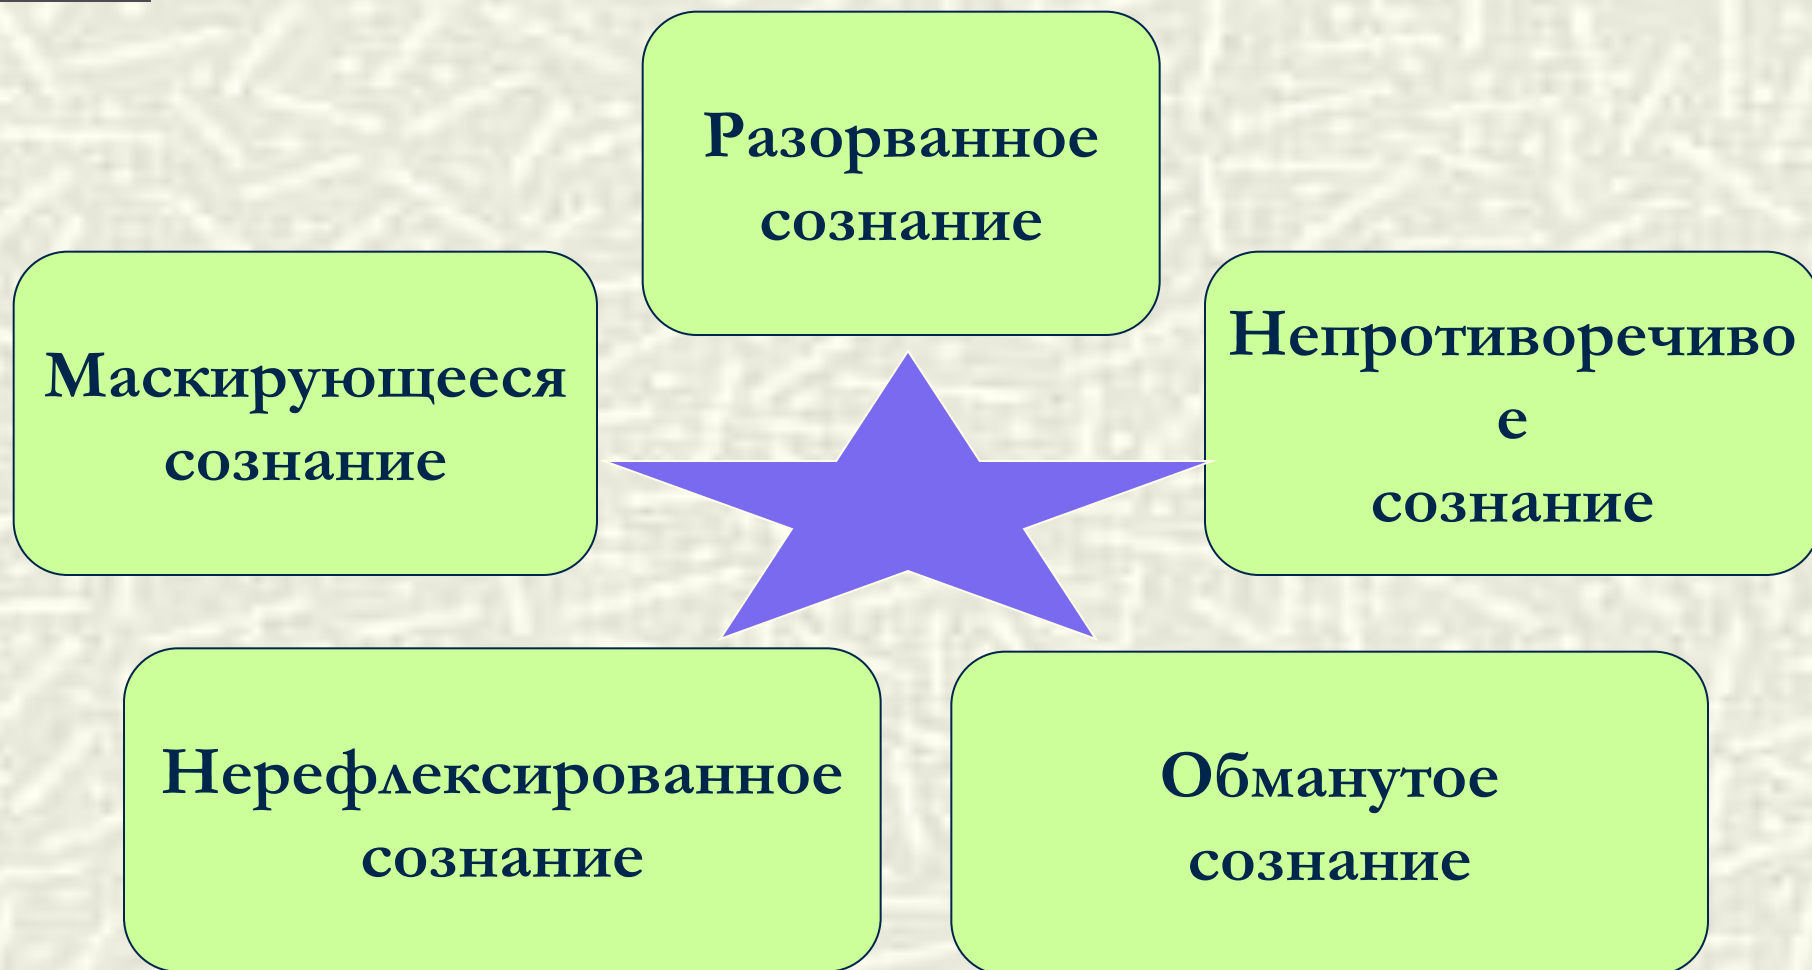 Разорванное
сознание
Маскирующееся
сознание
Непротиворечиво
е
сознание
Нерефлексированное
сознание
Обманутое
сознание